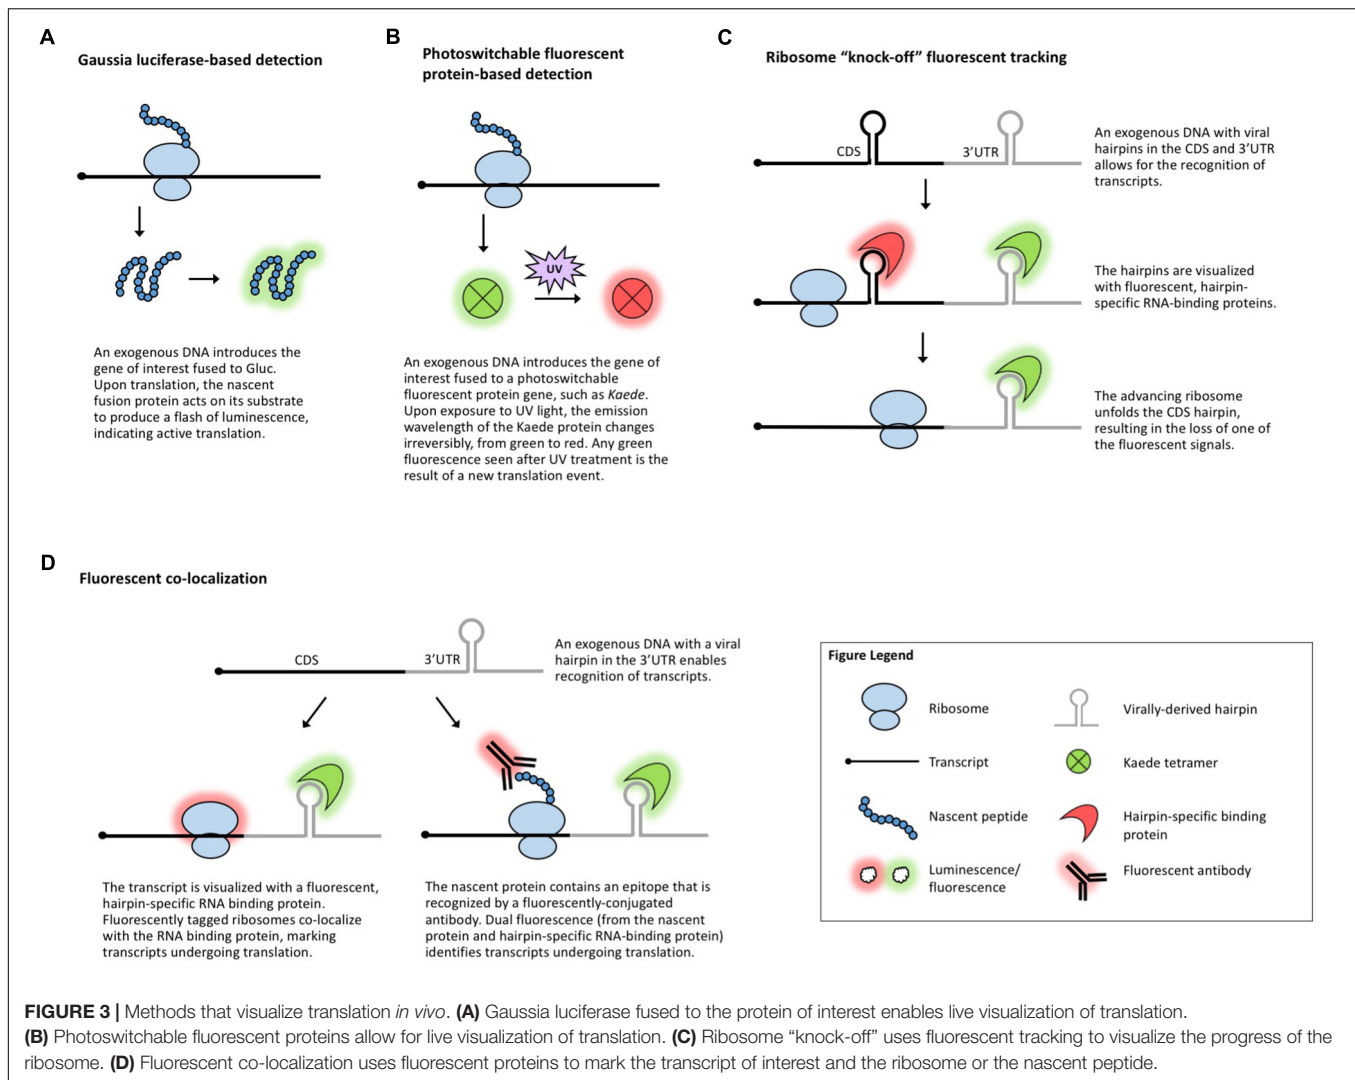 A
Gaussia luciferase-based detection
An exogenous DNA introduces the
gene of interest fused to Gluc.
Upon translation, the nascent
fusion protein acts on its substrate
to produce a flash of luminescence,
indicating active translation.
B
Photoswitchable fluorescent
protein-based detection
UV
An exogenous DNA introduces the gene of
interest fused to a photoswitchable
fluorescent protein gene, such as Kaede.
Upon exposure to UV light, the emission
wavelength of the Kaede protein changes
irreversibly, from green to red. Any green
fluorescence seen after UV treatment is the
result of a new translation event.
C
Ribosome “knock-off” fluorescent tracking
CDS
3’UTR
An exogenous DNA with viral
hairpins in the CDS and 3’UTR
allows for the recognition of
transcripts.
The hairpins are visualized
with fluorescent, hairpin-
specific RNA-binding proteins.
The advancing ribosome
unfolds the CDS hairpin,
resulting in the loss of one of
the fluorescent signals.
D
Fluorescent co-localization
CDS
3’UTR
An exogenous DNA with a viral
hairpin in the 3’UTR enables
recognition of transcripts.
The transcript is visualized with a fluorescent,
hairpin-specific RNA binding protein.
Fluorescently tagged ribosomes co-localize
with the RNA binding protein, marking
transcripts undergoing translation.
The nascent protein contains an epitope that is
recognized by a fluorescently-conjugated
antibody. Dual fluorescence (from the nascent
protein and hairpin-specific RNA-binding protein)
identifies transcripts undergoing translation.
Figure Legend
Ribosome
Transcript
Nascent peptide
Luminescence/
fluorescence
Virally-derived hairpin
Kaede tetramer
Hairpin-specific binding
protein
Fluorescent antibody
FIGURE 3 | Methods that visualize translation in vivo. (A) Gaussia luciferase fused to the protein of interest enables live visualization of translation.
(B) Photoswitchable fluorescent proteins allow for live visualization of translation. (C) Ribosome “knock-off” uses fluorescent tracking to visualize the progress of the
ribosome. (D) Fluorescent co-localization uses fluorescent proteins to mark the transcript of interest and the ribosome or the nascent peptide.